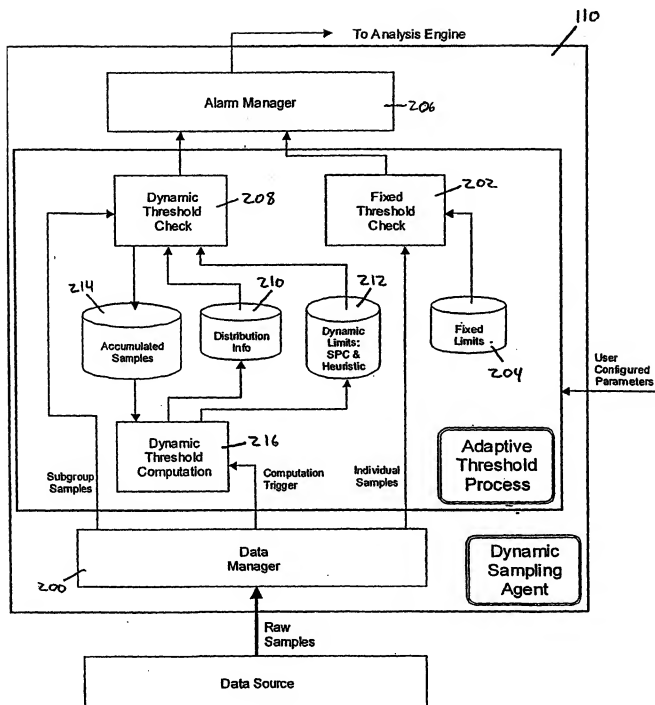 110
To Analysis Engine
Alarm Manager
206
Dynamic
Threshold
Check
208
Fixed
Threshold
Check
202
214
Accumulated
Samples
210
Distribution
Info
212
Dynamic
Limits:
SPC &
Heuristic
Fixed
Limits
204
User
Configured
Parameters
Dynamic
Threshold
Computation
216
Subgroup
Samples
Computation
Trigger
Individual
Samples
Adaptive
Threshold
Process
Data
Manager
200
Dynamic
Sampling
Agent
Raw
Samples
Data Source